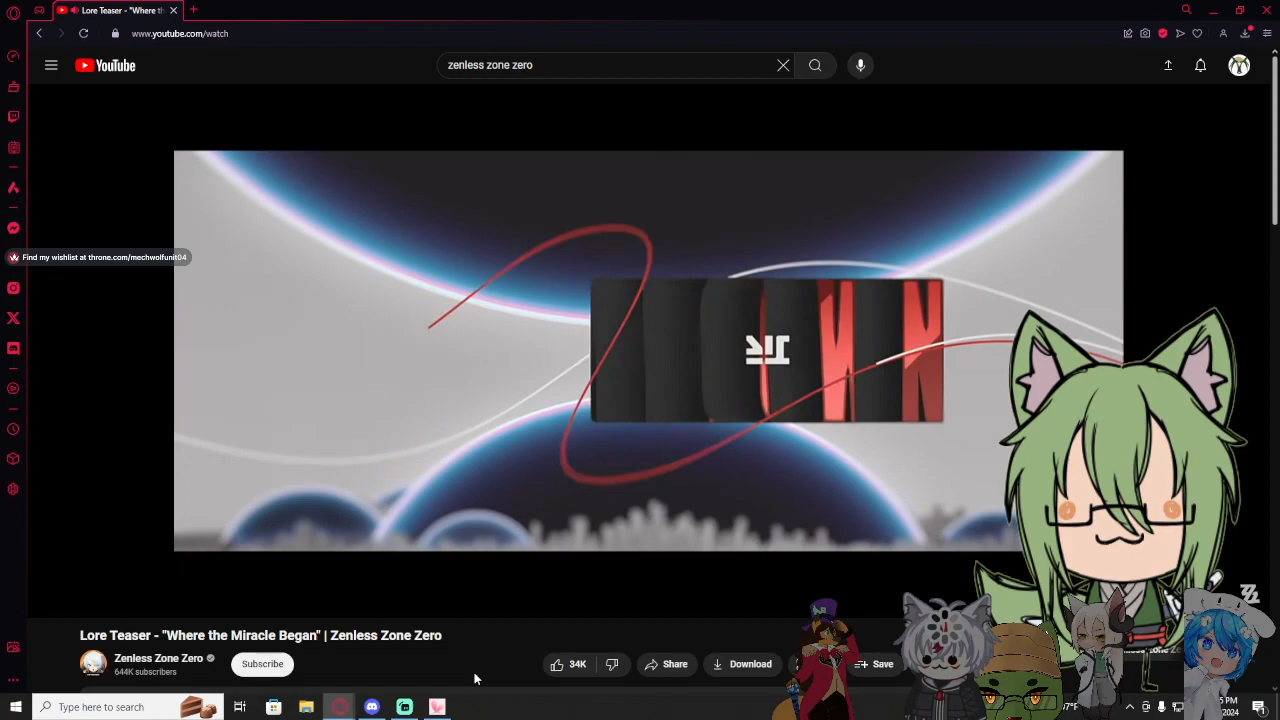 Lore Teaser - "Where th
www.youtube.com/watch
YouTube
zenless zone zero
Find my wishlist at throne.com/mechwolfunit04
Lore Teaser - "Where the Miracle Began" | Zenless Zone Zero
Zenless Zone Zero
644K subscribers
Subscribe
34K
Share
Download
Save
Type here to search
5 PM
2024